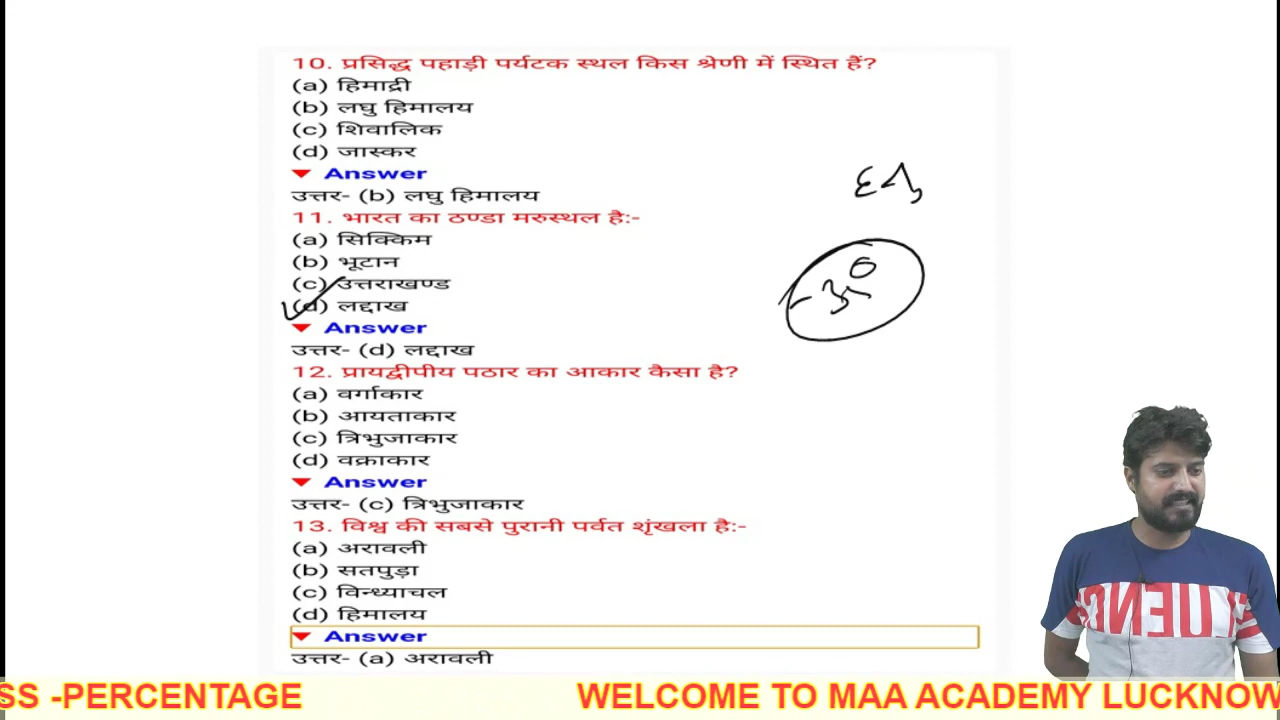 10. प्रसिद्ध पहाड़ी पर्यटक स्थल किस श्रेणी में स्थित हैं?
(a) हिमाद्री
(b) लघु हिमालय
(c) शिवालिक
(d) जास्कर
Answer
उत्तर- (b) लघु हिमालय
11. भारत का ठण्डा मरुस्थल है:-
(a) सिक्किम
(b) भूटान
(c) उत्तराखण्ड
(d) लद्दाख
Answer
उत्तर- (d) लद्दाख
12. प्रायद्वीपीय पठार का आकार कैसा है?
(a) वर्गाकार
(b) आयताकार
(c) त्रिभुजाकार
(d) वक्राकार
Answer
उत्तर- (c) त्रिभुजाकार
13. विश्व की सबसे पुरानी पर्वत शृंखला है:-
(a) अरावली
(b) सतपुड़ा
(c) विन्ध्याचल
(d) हिमालय
Answer
उत्तर- (a) अरावली
SS -PERCENTAGE WELCOME TO MAA ACADEMY LUCKNOW